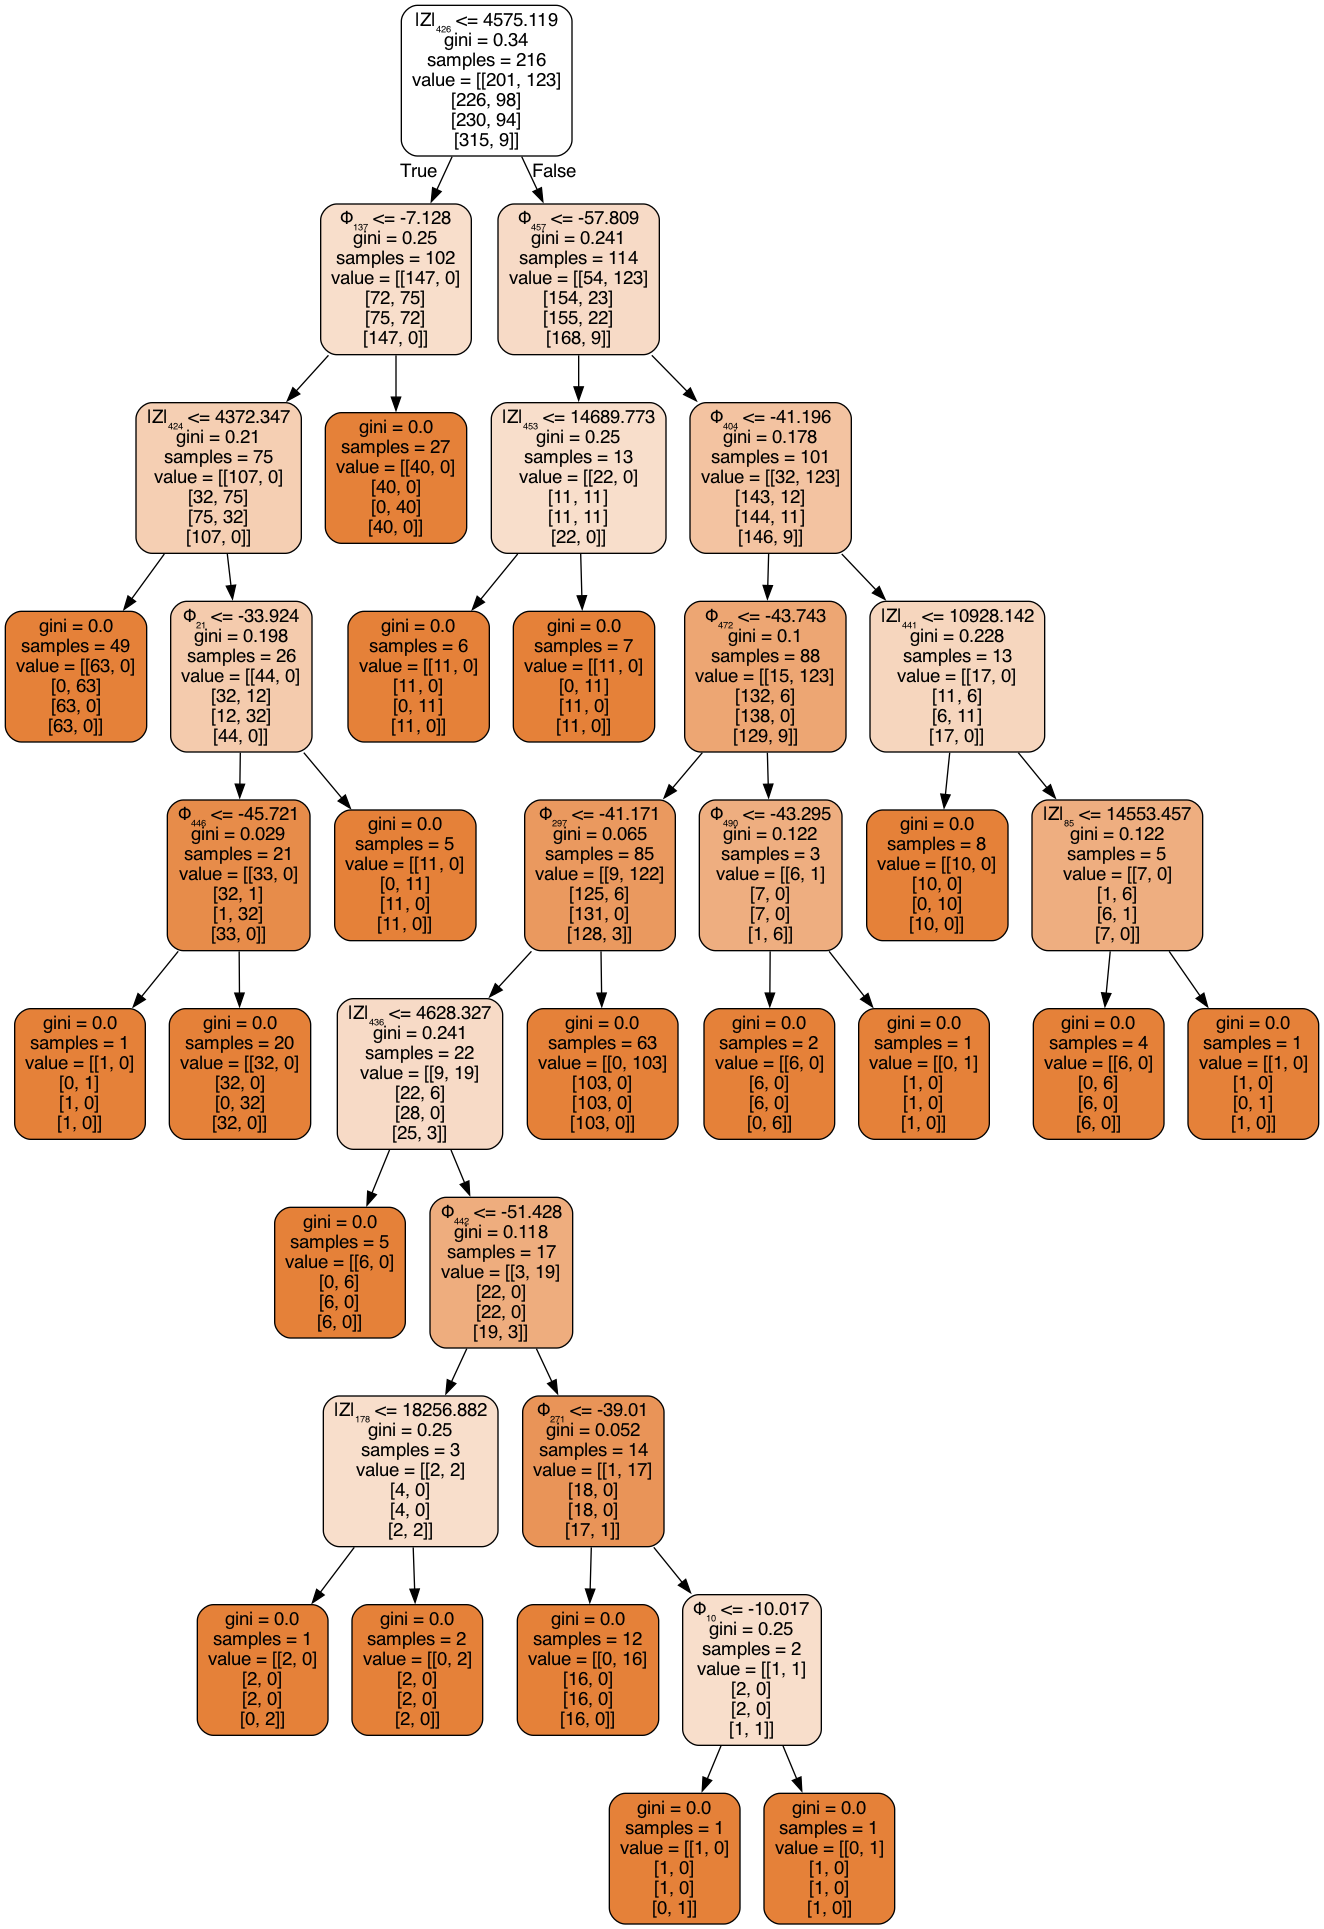 |Z|₄₂₆ <= 4575.119
gini = 0.34
samples = 216
value = [[201, 123]
[226, 98]
[230, 94]
[315, 9]]
True
False
Φ₁₃₇ <= -7.128
gini = 0.25
samples = 102
value = [[147, 0]
[72, 75]
[75, 72]
[147, 0]]
Φ₄₅₇ <= -57.809
gini = 0.241
samples = 114
value = [[54, 123]
[154, 23]
[155, 22]
[168, 9]]
|Z|₄₂₄ <= 4372.347
gini = 0.21
samples = 75
value = [[107, 0]
[32, 75]
[75, 32]
[107, 0]]
gini = 0.0
samples = 27
value = [[40, 0]
[40, 0]
[0, 40]
[40, 0]]
|Z|₄₅₃ <= 14689.773
gini = 0.25
samples = 13
value = [[22, 0]
[11, 11]
[11, 11]
[22, 0]]
Φ₄₀₄ <= -41.196
gini = 0.178
samples = 101
value = [[32, 123]
[143, 12]
[144, 11]
[146, 9]]
gini = 0.0
samples = 49
value = [[63, 0]
[0, 63]
[63, 0]
[63, 0]]
Φ₂₁ <= -33.924
gini = 0.198
samples = 26
value = [[44, 0]
[32, 12]
[12, 32]
[44, 0]]
gini = 0.0
samples = 6
value = [[11, 0]
[11, 0]
[0, 11]
[11, 0]]
gini = 0.0
samples = 7
value = [[11, 0]
[0, 11]
[11, 0]
[11, 0]]
Φ₄₇₂ <= -43.743
gini = 0.1
samples = 88
value = [[15, 123]
[132, 6]
[138, 0]
[129, 9]]
|Z|₄₄₁ <= 10928.142
gini = 0.228
samples = 13
value = [[17, 0]
[11, 6]
[6, 11]
[17, 0]]
Φ₄₄₆ <= -45.721
gini = 0.029
samples = 21
value = [[33, 0]
[32, 1]
[1, 32]
[33, 0]]
gini = 0.0
samples = 5
value = [[11, 0]
[0, 11]
[11, 0]
[11, 0]]
Φ₂₉₇ <= -41.171
gini = 0.065
samples = 85
value = [[9, 122]
[125, 6]
[131, 0]
[128, 3]]
Φ₄₉₀ <= -43.295
gini = 0.122
samples = 3
value = [[6, 1]
[7, 0]
[7, 0]
[1, 6]]
gini = 0.0
samples = 8
value = [[10, 0]
[10, 0]
[0, 10]
[10, 0]]
|Z|₈₅ <= 14553.457
gini = 0.122
samples = 5
value = [[7, 0]
[1, 6]
[6, 1]
[7, 0]]
gini = 0.0
samples = 1
value = [[1, 0]
[0, 1]
[1, 0]
[1, 0]]
gini = 0.0
samples = 20
value = [[32, 0]
[32, 0]
[0, 32]
[32, 0]]
|Z|₄₃₆ <= 4628.327
gini = 0.241
samples = 22
value = [[9, 19]
[22, 6]
[28, 0]
[25, 3]]
gini = 0.0
samples = 63
value = [[0, 103]
[103, 0]
[103, 0]
[103, 0]]
gini = 0.0
samples = 2
value = [[6, 0]
[6, 0]
[6, 0]
[0, 6]]
gini = 0.0
samples = 1
value = [[0, 1]
[1, 0]
[1, 0]
[1, 0]]
gini = 0.0
samples = 4
value = [[6, 0]
[0, 6]
[6, 0]
[6, 0]]
gini = 0.0
samples = 1
value = [[1, 0]
[1, 0]
[0, 1]
[1, 0]]
gini = 0.0
samples = 5
value = [[6, 0]
[0, 6]
[6, 0]
[6, 0]]
Φ₄₄₂ <= -51.428
gini = 0.118
samples = 17
value = [[3, 19]
[22, 0]
[22, 0]
[19, 3]]
|Z|₁₇₈ <= 18256.882
gini = 0.25
samples = 3
value = [[2, 2]
[4, 0]
[4, 0]
[2, 2]]
Φ₂₇₁ <= -39.01
gini = 0.052
samples = 14
value = [[1, 17]
[18, 0]
[18, 0]
[17, 1]]
gini = 0.0
samples = 1
value = [[2, 0]
[2, 0]
[2, 0]
[0, 2]]
gini = 0.0
samples = 2
value = [[0, 2]
[2, 0]
[2, 0]
[2, 0]]
gini = 0.0
samples = 12
value = [[0, 16]
[16, 0]
[16, 0]
[16, 0]]
Φ₁₀ <= -10.017
gini = 0.25
samples = 2
value = [[1, 1]
[2, 0]
[2, 0]
[1, 1]]
gini = 0.0
samples = 1
value = [[1, 0]
[1, 0]
[1, 0]
[0, 1]]
gini = 0.0
samples = 1
value = [[0, 1]
[1, 0]
[1, 0]
[1, 0]]